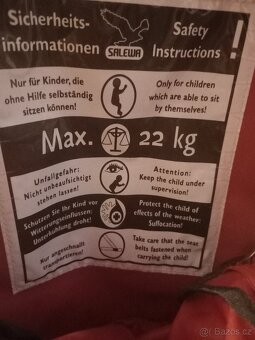 Sicherheits-
informationen
SALEWA
Safety
Instructions
!
Nur für Kinder, die
ohne Hilfe selbständig
sitzen können!
Only for children
which are able to sit
by themselves!
Max. 22 kg
Unfallgefahr:
Nicht unbeaufsichtigt
stehen lassen!
Attention:
Keep the child under
supervision!
Schützen Sie Ihr Kind vor
Witterungseinflüssen:
Unterkühlung droht!
Protect the child of
effects of the weather:
Suffocation!
Nur angeschnallt
transportieren!
Take care that the seat
belts fastened when
carrying the child!
Bazoš.cz